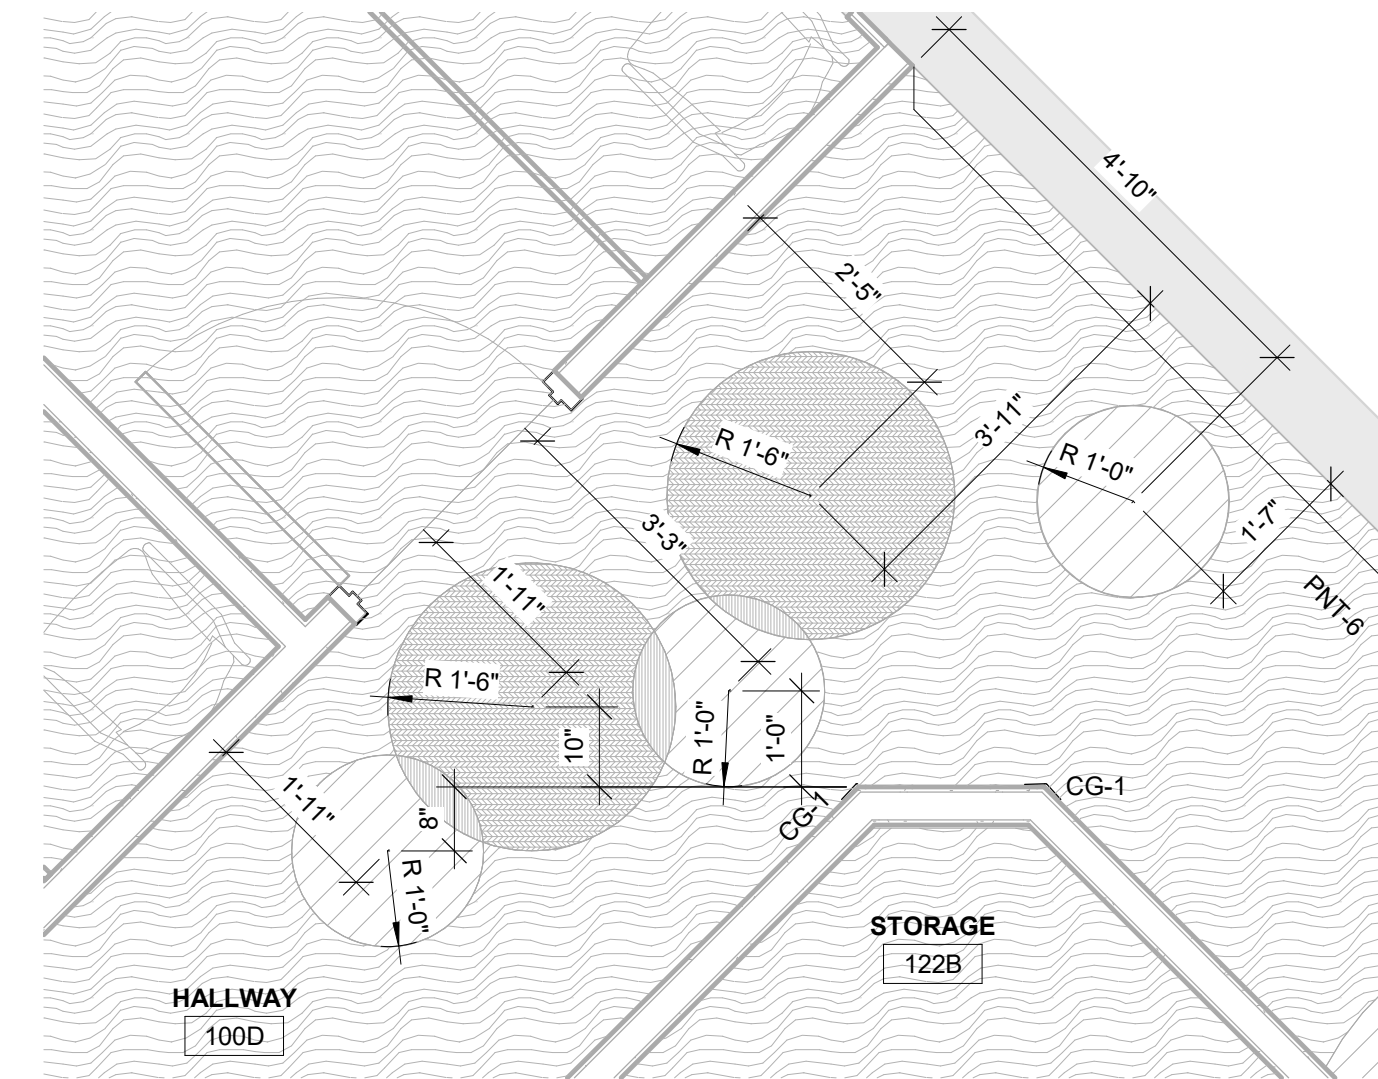 4'-10"
2'-5"
3'-11"
R 1'-6"
R 1'-0"
1'-7"
3'-3"
PNT-6
1'-11"
R 1'-6"
10"
R 1'-0"
1'-0"
CG-1
CG-1
1'-11"
8"
R 1'-0"
STORAGE
122B
HALLWAY
100D